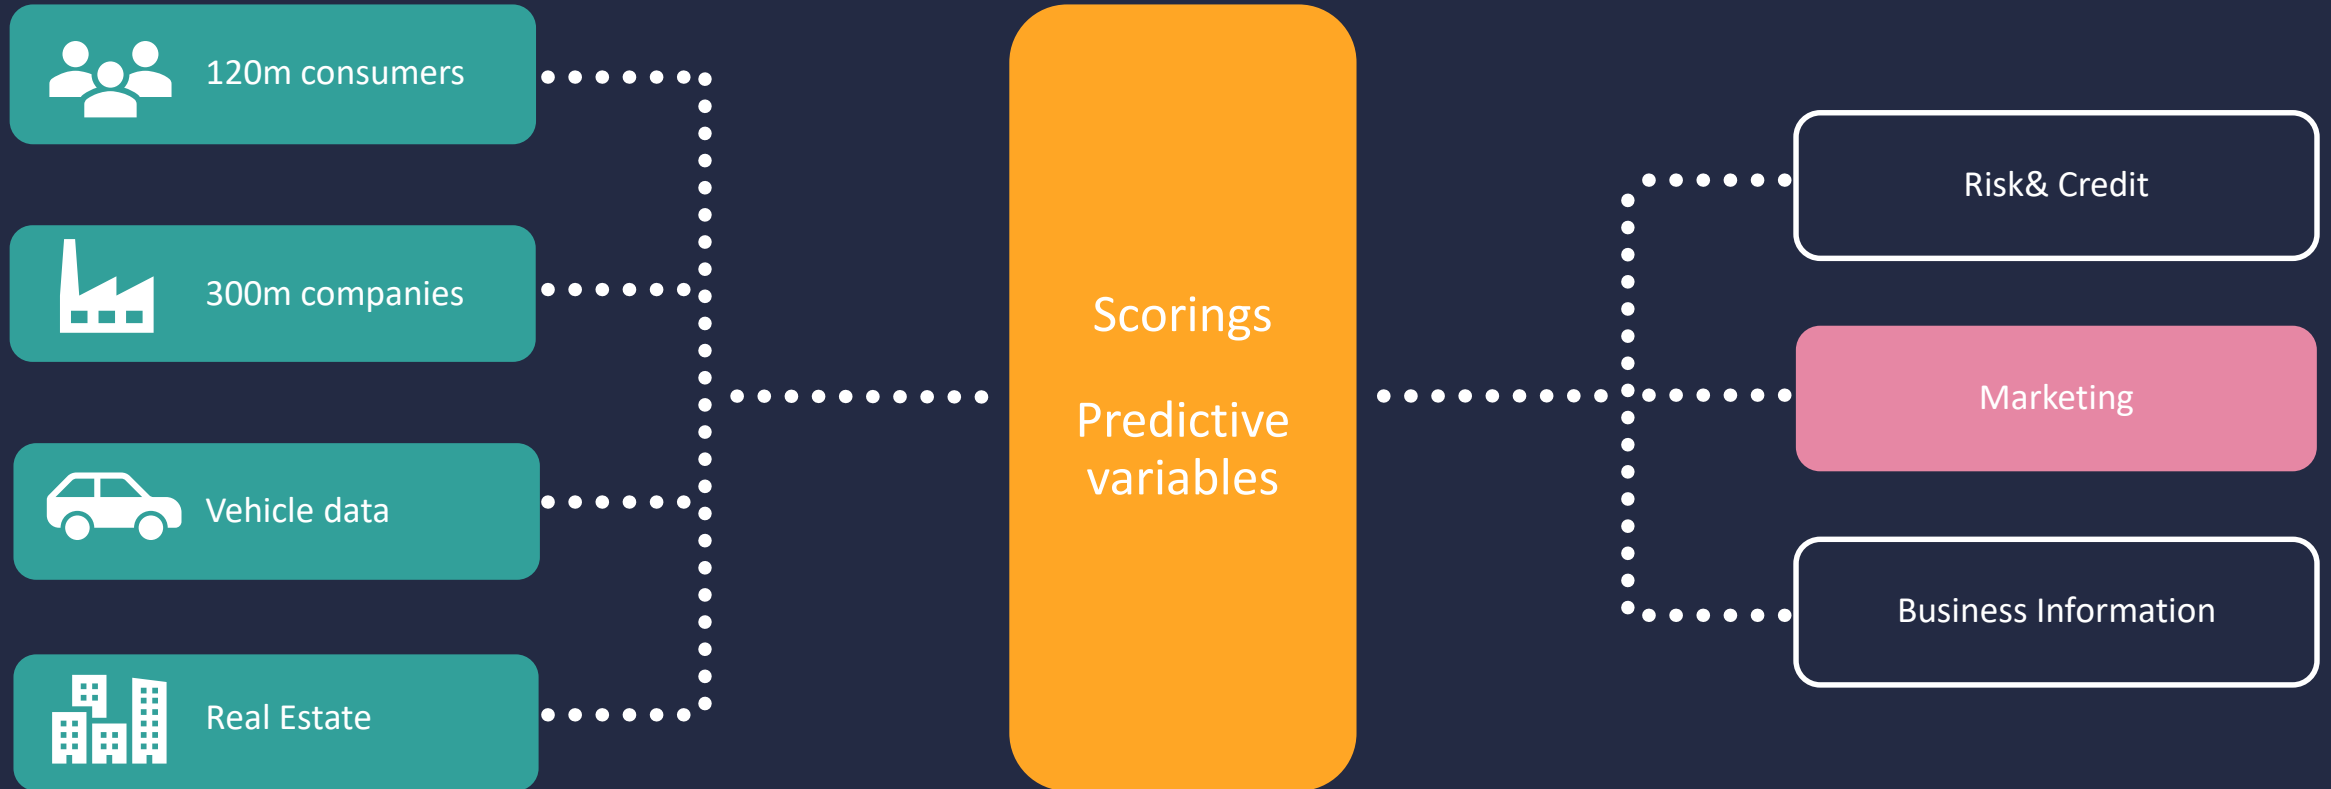 120m consumers
300m companies
Vehicle data
Real Estate
Scorings
Predictive
variables
Risk& Credit
Marketing
Business Information